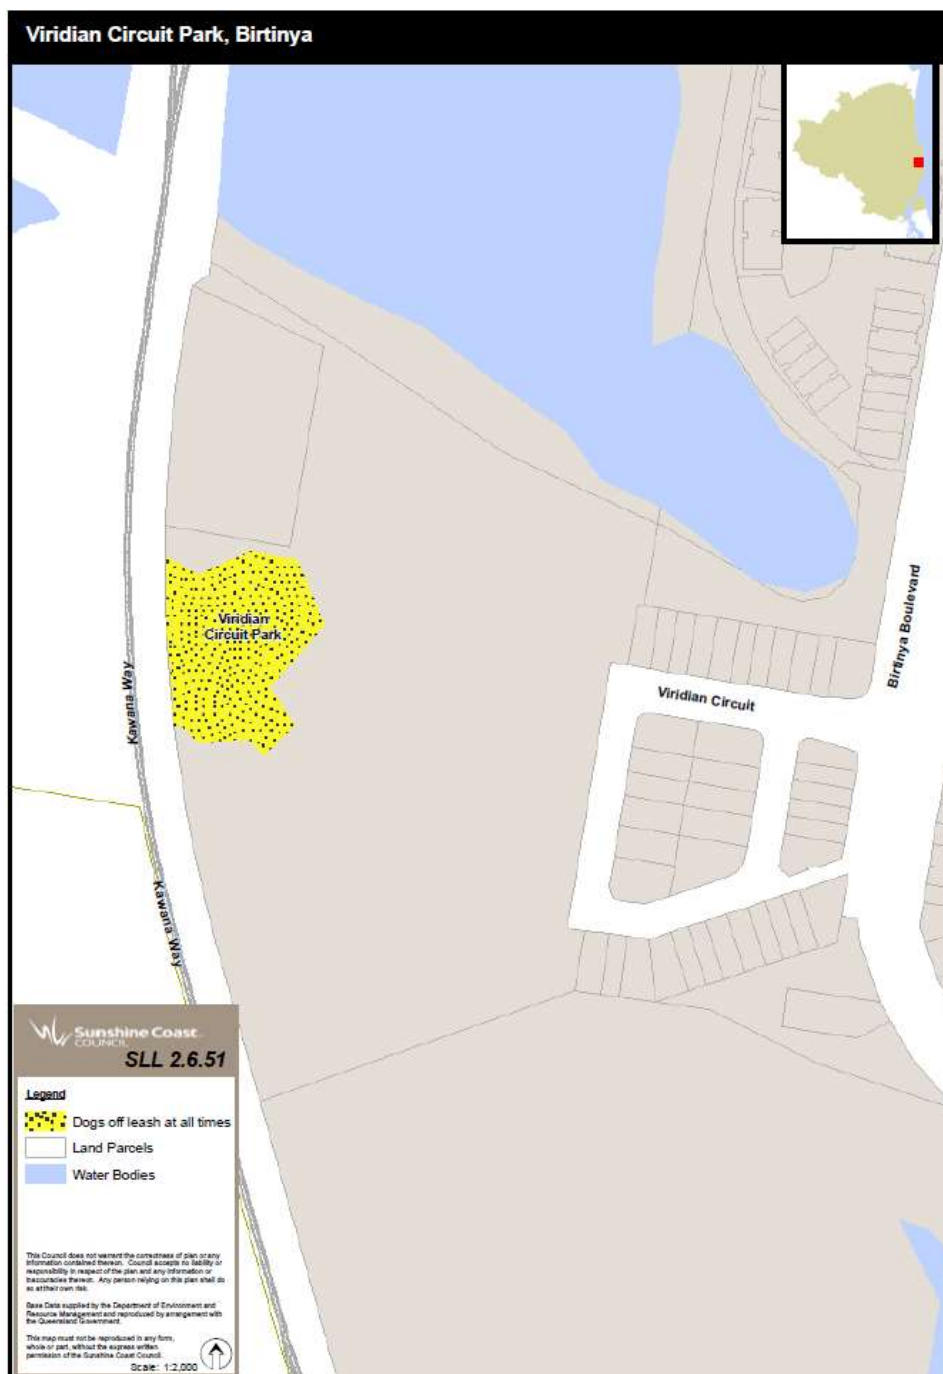 Viridian Circuit Park, Birtinya
Viridian
Circuit Park
Kawana Way
Birtinya Boulevard
Viridian Circuit
Kawana Way
Sunshine Coast
COUNCIL
SLL 2.6.51
Legend
Dogs off leash at all times
Land Parcels
Water Bodies
This Council does not warrant the correctness of plan or any
information contained thereon. Council accepts no liability or
responsibility in respect of the plan and any information or
inaccuracies thereon. Any person relying on this plan shall do
so at their own risk.
Base Data supplied by the Department of Environment and
Resource Management and reproduced by arrangement with
the Queensland Government.
This map must not be reproduced in any form,
whole or part, without the express written
permission of the Sunshine Coast Council.
Scale: 1:2,000